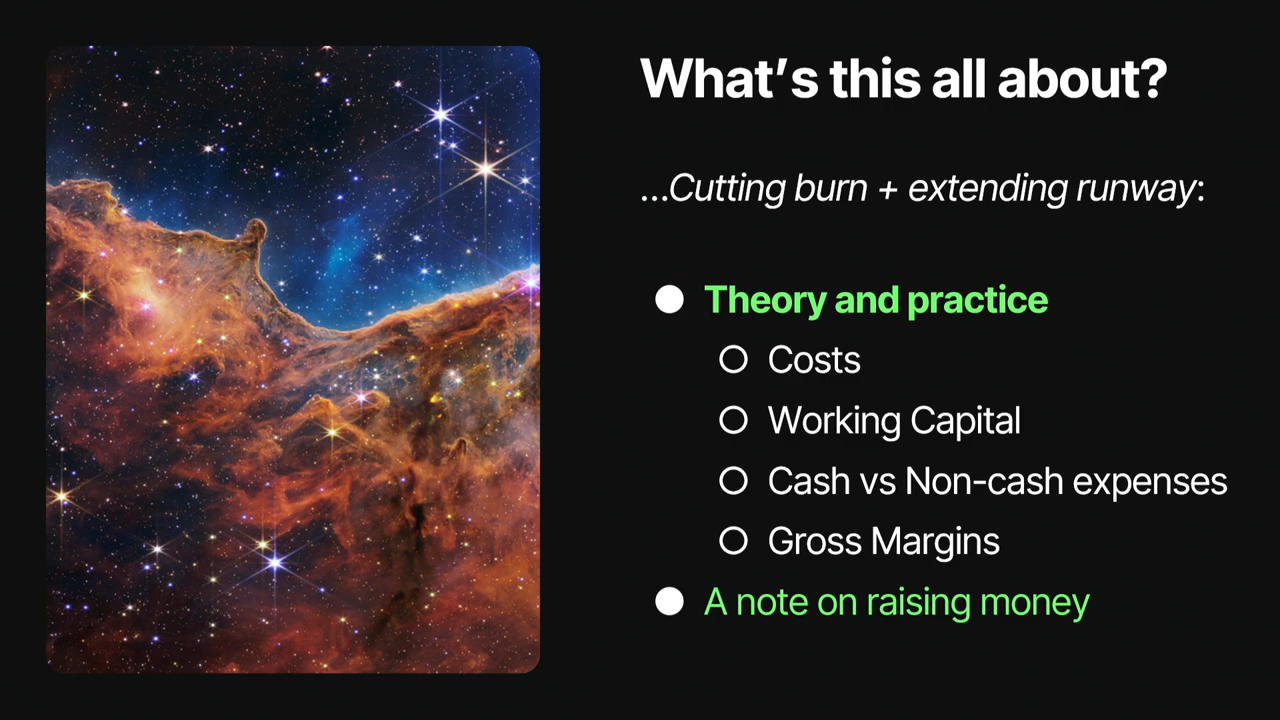 What’s this all about?
...Cutting burn + extending runway:
● Theory and practice
○ Costs
○ Working Capital
○ Cash vs Non-cash expenses
○ Gross Margins
● A note on raising money